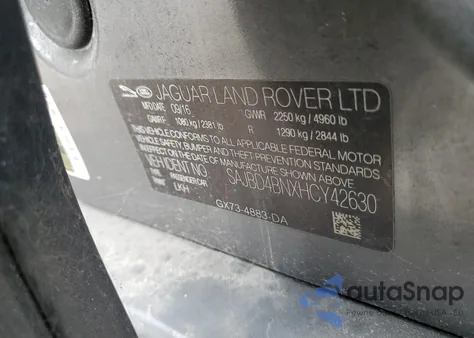 JAGUAR LAND ROVER LTD
MFD DATE 09/16 GVWR 2250 kg / 4960 lb
GAWR F 1080 kg / 2381 lb R 1290 kg / 2844 lb
THIS VEHICLE CONFORMS TO ALL APPLICABLE FEDERAL MOTOR
VEHICLE SAFETY, BUMPER AND THEFT PREVENTION STANDARDS
IN EFFECT ON THE DATE OF MANUFACTURE SHOWN ABOVE
VEH IDENT NO: SAJBD4BNXHCY42630
PASSENGER CAR
LKH
GX73-4883-DA
autoSnap